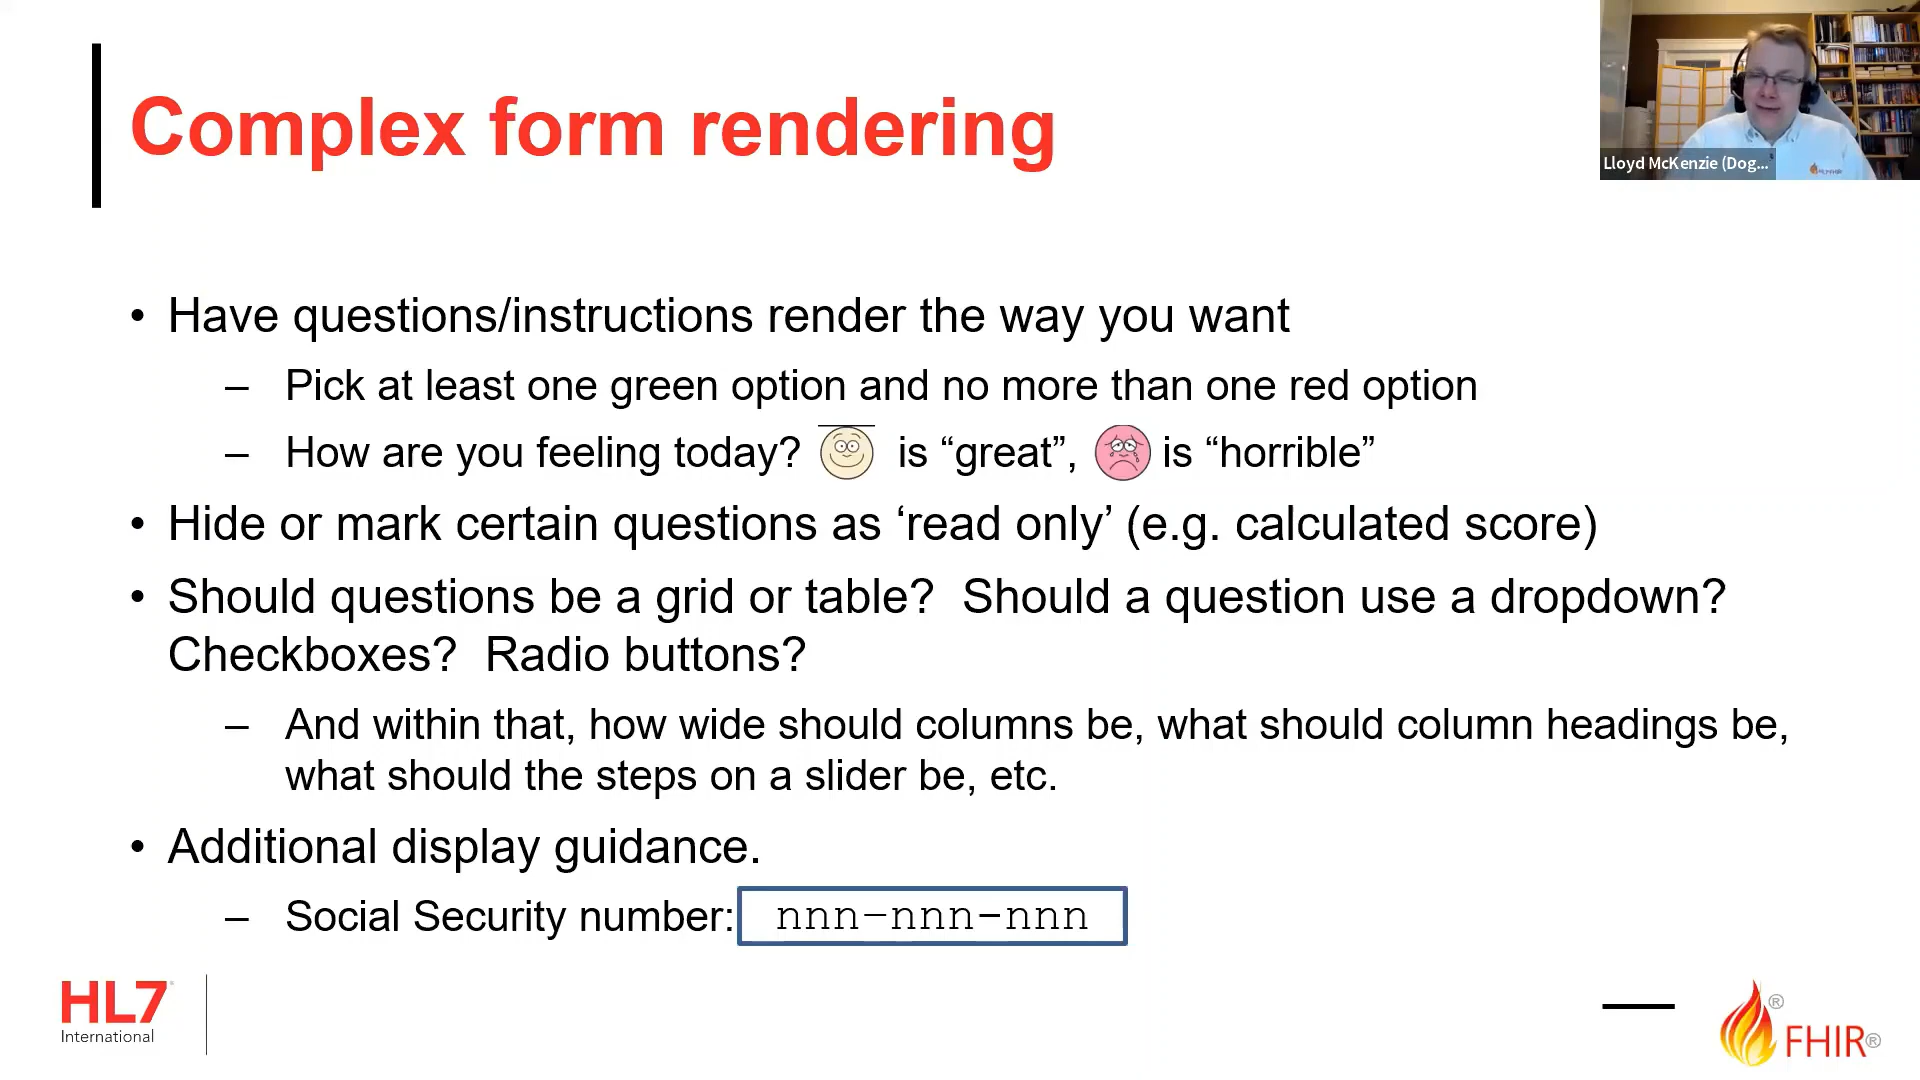 Complex form rendering
Lloyd McKenzie (Dog...
• Have questions/instructions render the way you want
– Pick at least one green option and no more than one red option
– How are you feeling today? is “great”, is “horrible”
• Hide or mark certain questions as ‘read only’ (e.g. calculated score)
• Should questions be a grid or table?  Should a question use a dropdown?
Checkboxes?  Radio buttons?
– And within that, how wide should columns be, what should column headings be,
what should the steps on a slider be, etc.
• Additional display guidance.
– Social Security number: nnn-nnn-nnn
HL7
International
FHIR®
®